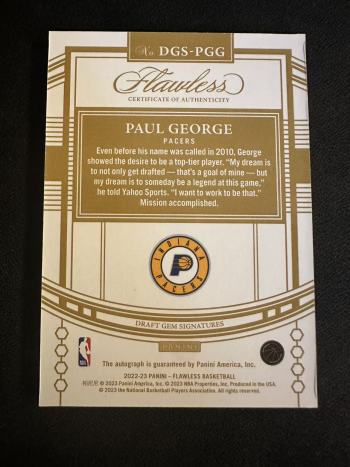 No. DGS-PGG
Flawless
CERTIFICATE OF AUTHENTICITY
PAUL GEORGE
PACERS
Even before his name was called in 2010, George
showed the desire to be a top-tier player. “My dream is
to not only get drafted — that’s a goal of mine — but
my dream is to someday be a legend at this game,”
he told Yahoo Sports. “I want to work to be that.”
Mission accomplished.
INDIANA
P
PACERS
DRAFT GEM SIGNATURES
PANINI
NBA
The autograph is guaranteed by Panini America, Inc.
2022-23 PANINI – FLAWLESS BASKETBALL
© 2023 Panini America, Inc. © 2023 NBA Properties, Inc. Produced in the USA.
© 2023 the National Basketball Players Association. All rights reserved.